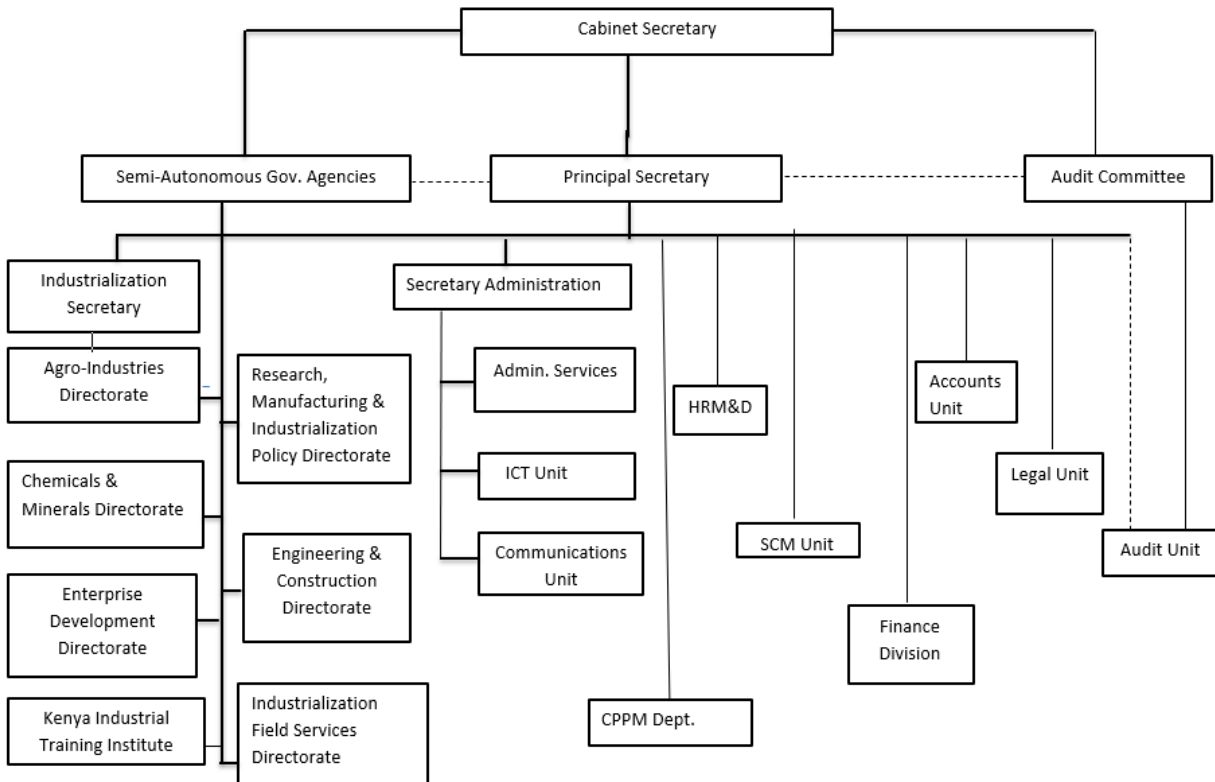 Cabinet Secretary
Semi-Autonomous Gov. Agencies
Principal Secretary
Audit Committee
Industrialization
Secretary
Secretary Administration
Agro-Industries
Directorate
Research,
Manufacturing &
Industrialization
Policy Directorate
Admin. Services
HRM&D
Accounts
Unit
Chemicals &
Minerals Directorate
ICT Unit
Legal Unit
SCM Unit
Audit Unit
Engineering &
Construction
Directorate
Communications
Unit
Enterprise
Development
Directorate
Finance
Division
Kenya Industrial
Training Institute
Industrialization
Field Services
Directorate
CPPM Dept.